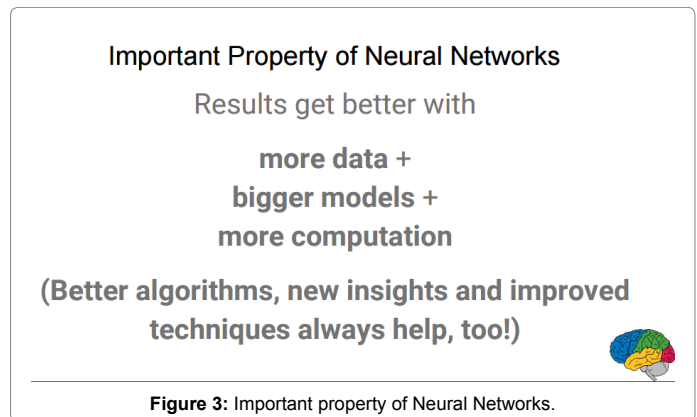 Important Property of Neural Networks
Results get better with
more data +
bigger models +
more computation
(Better algorithms, new insights and improved
techniques always help, too!)
Figure 3: Important property of Neural Networks.